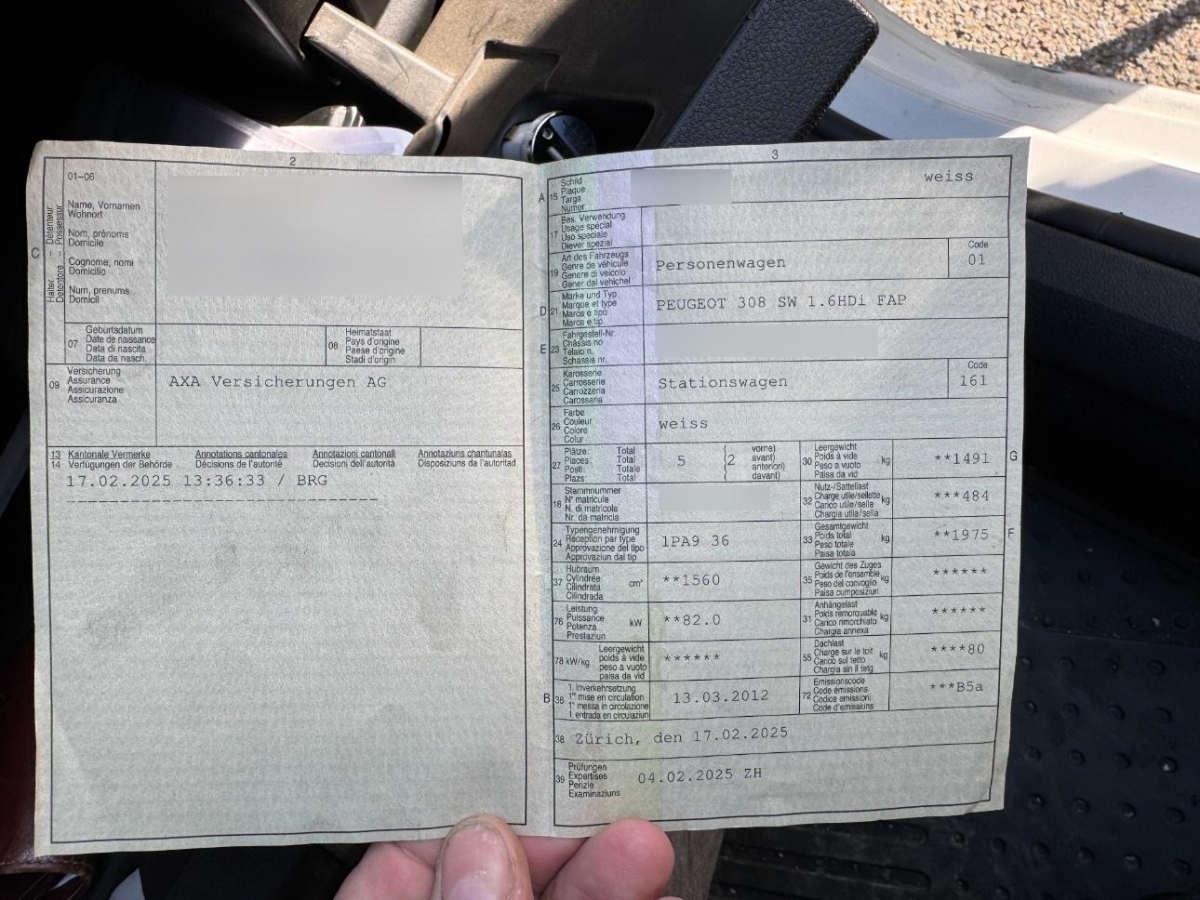 2
01-06
Name, Vornamen
Wohnort
Nom, prénoms
Domicile
Cognome, nomi
Domicilio
Num, prenums
Domicil
C
Halter – Détenteur
Detentore – Possessur
07
Geburtsdatum
Date de naissance
Data di nascita
Data da nasch.
08
Heimatstaat
Pays d'origine
Paese d'origine
Stadi d'origin
09
Versicherung
Assurance
Assicurazione
Assicuranza
AXA Versicherungen AG
13 Kantonale Vermerke Annotations cantonales Annotazioni cantonali Annotaziuns chantunalas
14 Verfügungen der Behörde Décisions de l'autorité Decisioni dell'autorità Disposiziuns da l'autoritad
17.02.2025 13:36:33 / BRG
3
A 15
Schild
Plaque
Targa
Numer
weiss
17
Bes. Verwendung
Usage spécial
Uso speciale
Diever spezial
19
Art des Fahrzeugs
Genre de véhicule
Genere di veicolo
Gener dal vehichel
Personenwagen
Code
01
D 21
Marke und Typ
Marque et type
Marca e tipo
Marca e tip
PEUGEOT 308 SW 1.6HDi FAP
E 23
Fahrgestell-Nr.
Châssis no
Telaio n.
Schassis nr.
25
Karosserie
Carrosserie
Carrozzeria
Carossaria
Stationswagen
Code
161
26
Farbe
Couleur
Colore
Colur
weiss
27
Plätze: Total
Places: Total
Posti: Totale
Plazs: Total
5
(2
vorne)
avant)
anteriori)
davant)
30
Leergewicht
Poids à vide
Peso a vuoto
Paisa da vid
kg
**1491
G
18
Stammnummer
N° matricule
N. di matricola
Nr. da matricla
32
Nutz-/Sattellast
Charge utile/sellette
Carico utile/sella
Chargia utila/sella
kg
***484
24
Typengenehmigung
Réception par type
Approvazione del tipo
Approvaziun dal tip
1PA9 36
33
Gesamtgewicht
Poids total
Peso totale
Paisa totala
kg
**1975
F
37
Hubraum
Cylindrée
Cilindrata
Cilindrada
cm³
**1560
35
Gewicht des Zuges
Poids de l'ensemble
Peso del convoglio
Paisa cumposiziun
kg
******
76
Leistung
Puissance
Potenza
Prestaziun
kW
**82.0
31
Anhängelast
Poids remorquable
Carico rimorchiato
Chargia annexa
kg
******
78 kW/kg
Leergewicht
poids à vide
peso a vuoto
paisa da vid
******
55
Dachlast
Charge sur le toit
Carico sul tetto
Chargia sin il tetg
kg
****80
B 36
1. Inverkehrsetzung
1re mise en circulation
1a messa in circolazione
1. entrada en circulaziun
13.03.2012
72
Emissionscode
Code émissions
Codice emissioni
Code d'emissiuns
***B5a
38 Zürich, den 17.02.2025
39
Prüfungen
Expertises
Perizie
Examinaziuns
04.02.2025 ZH